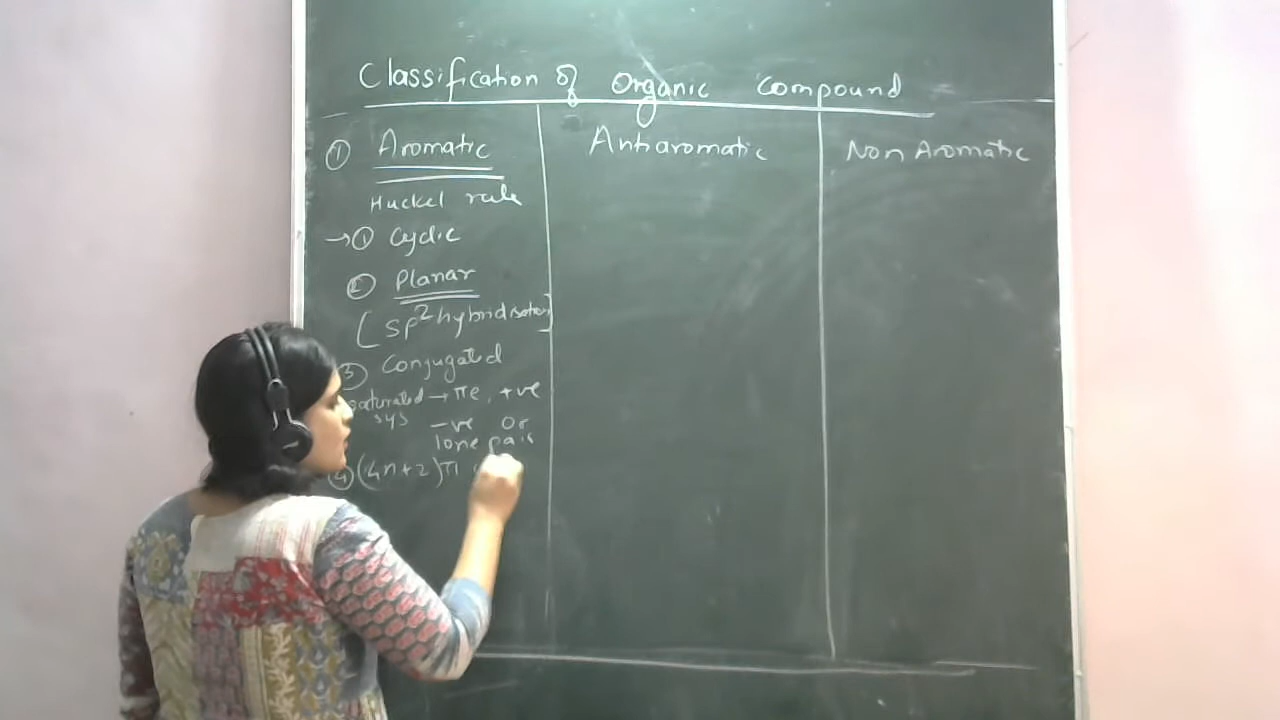 Classification of Organic Compound
① Aromatic
Antiaromatic
Non Aromatic
Huckel rule
→① Cyclic
② Planar
[sp² hybridisation]
③ Conjugated
→ πe, +ve
sys -ve or
lone pair
④ (4n+2)π